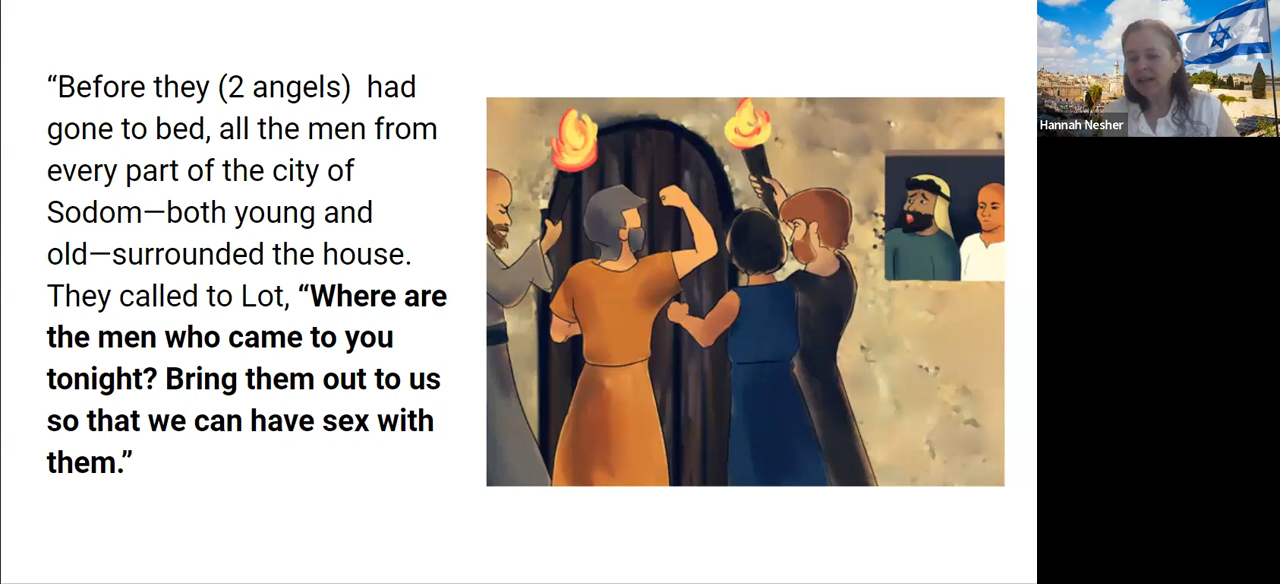 “Before they (2 angels)  had
gone to bed, all the men from
every part of the city of
Sodom—both young and
old—surrounded the house.
They called to Lot, “Where are
the men who came to you
tonight? Bring them out to us
so that we can have sex with
them.”
Hannah Nesher